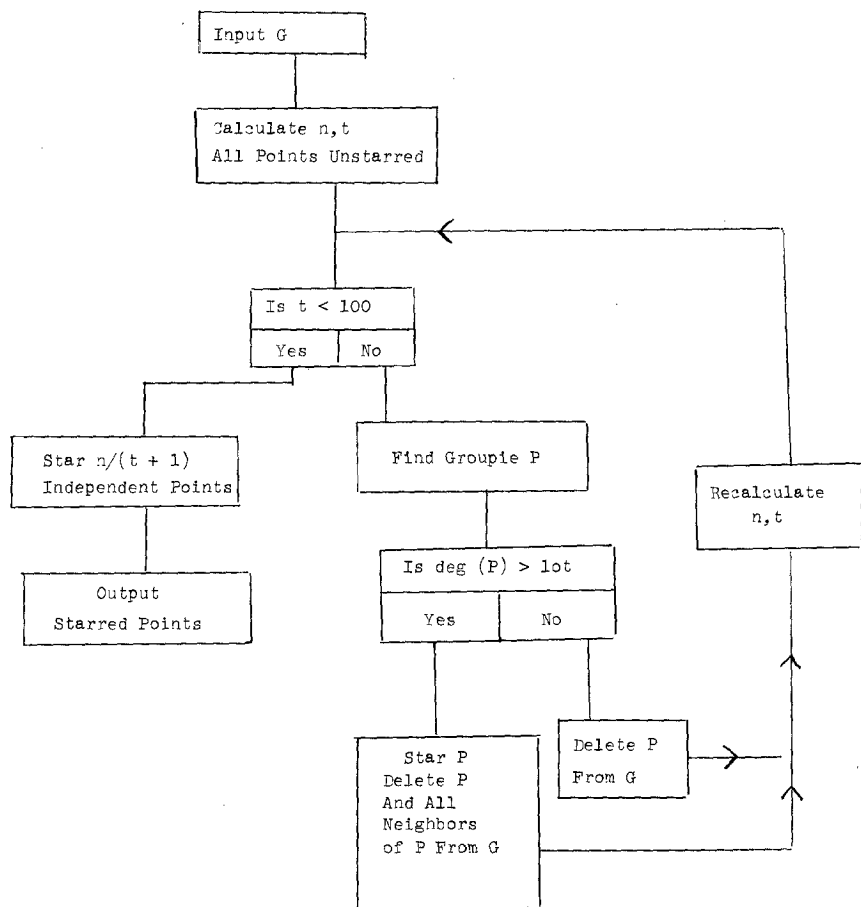 Input G
Calculate n,t
All Points Unstarred
Is t < 100
Yes
No
Star n/(t + 1)
Independent Points
Find Groupie P
Recalculate
n,t
Output
Starred Points
Is deg (P) > lot
Yes
No
Star P
Delete P
And All
Neighbors
of P From G
Delete P
From G